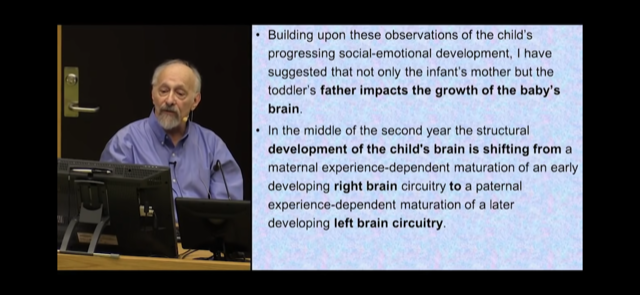 • Building upon these observations of the child's
progressing social-emotional development, I have
suggested that not only the infant's mother but the
toddler's father impacts the growth of the baby's
brain.
• In the middle of the second year the structural
development of the child's brain is shifting from a
maternal experience-dependent maturation of an early
developing right brain circuitry to a paternal
experience-dependent maturation of a later
developing left brain circuitry.